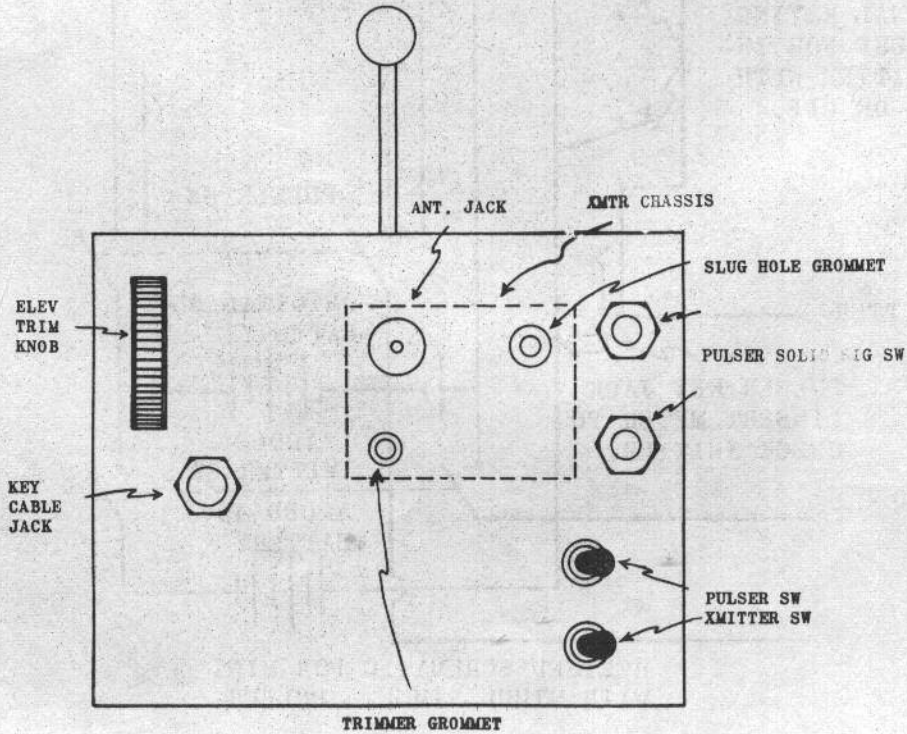 ANT. JACK
XMTR CHASSIS
SLUG HOLE GROMMET
ELEV
TRIM
KNOB
PULSER SOLID SIG SW
KEY
CABLE
JACK
PULSER SW
XMITTER SW
TRIMMER GROMMET